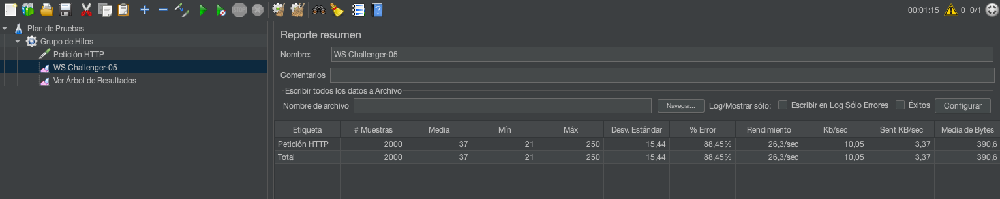 00:01:15 0 0/1
Plan de Pruebas
Grupo de Hilos
Petición HTTP
WS Challenger-05
Ver Árbol de Resultados
Reporte resumen
Nombre: WS Challenger-05
Comentarios
Escribir todos los datos a Archivo
Nombre de archivo Navegar... Log/Mostrar sólo: Escribir en Log Sólo Errores Éxitos Configurar
Etiqueta # Muestras Media Mín Máx Desv. Estándar % Error Rendimiento Kb/sec Sent KB/sec Media de Bytes
Petición HTTP 2000 37 21 250 15,44 88,45% 26,3/sec 10,05 3,37 390,6
Total 2000 37 21 250 15,44 88,45% 26,3/sec 10,05 3,37 390,6